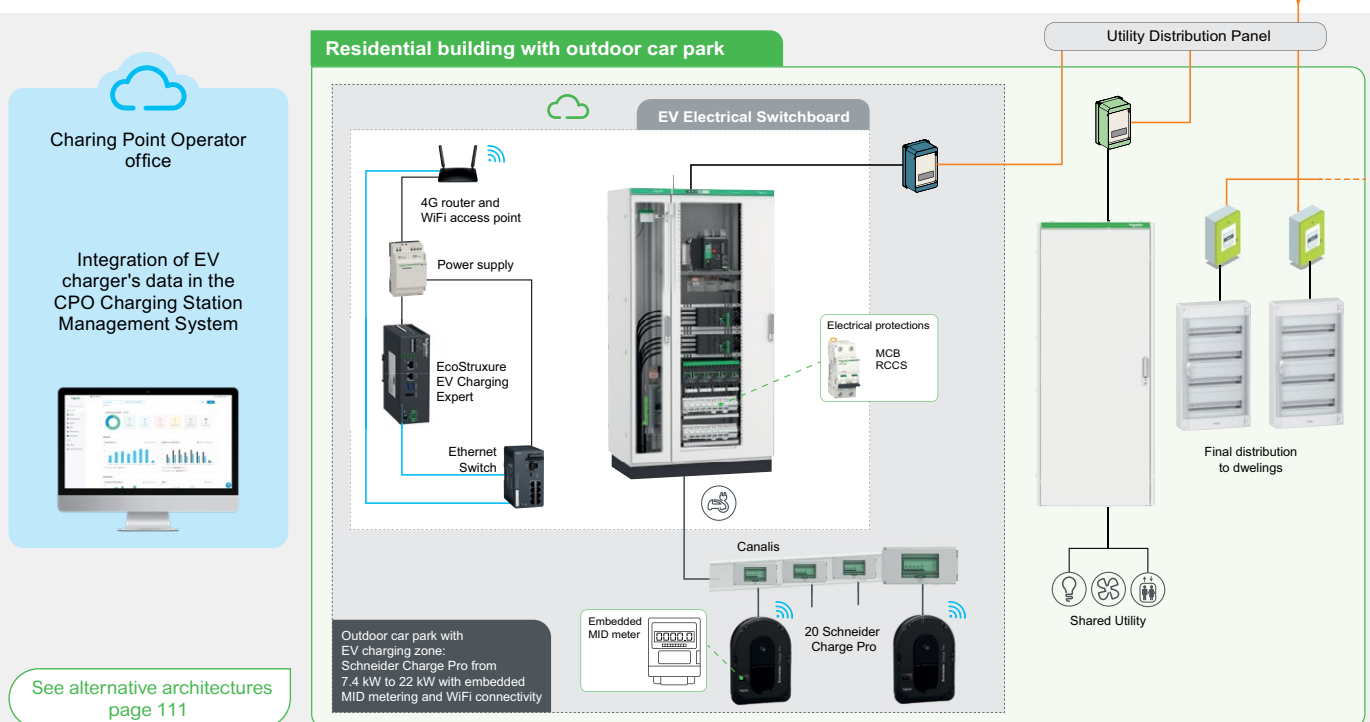 Charing Point Operator
office
Integration of EV
charger's data in the
CPO Charging Station
Management System
See alternative architectures
page 111
Residential building with outdoor car park
Utility Distribution Panel
EV Electrical Switchboard
4G router and
WiFi access point
Power supply
EcoStruxure
EV Charging
Expert
Ethernet
Switch
Electrical protections
MCB
RCCS
Canalis
Embedded
MID meter
20 Schneider
Charge Pro
Outdoor car park with
EV charging zone:
Schneider Charge Pro from
7.4 kW to 22 kW with embedded
MID metering and WiFi connectivity
Final distribution
to dwelings
Shared Utility